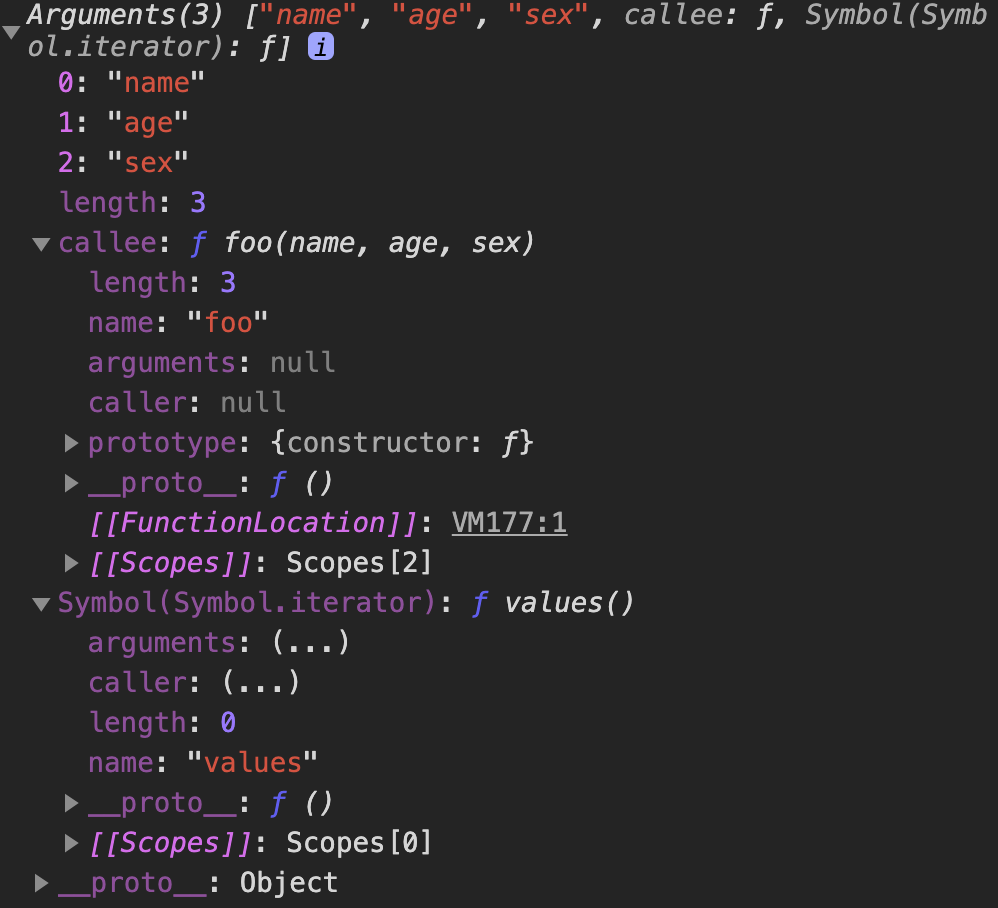 Arguments(3) ["name", "age", "sex", callee: ƒ, Symbol(Symb
ol.iterator): ƒ] i
0: "name"
1: "age"
2: "sex"
length: 3
callee: ƒ foo(name, age, sex)
length: 3
name: "foo"
arguments: null
caller: null
prototype: {constructor: ƒ}
__proto__: ƒ ()
[[FunctionLocation]]: VM177:1
[[Scopes]]: Scopes[2]
Symbol(Symbol.iterator): ƒ values()
arguments: (...)
caller: (...)
length: 0
name: "values"
__proto__: ƒ ()
[[Scopes]]: Scopes[0]
__proto__: Object